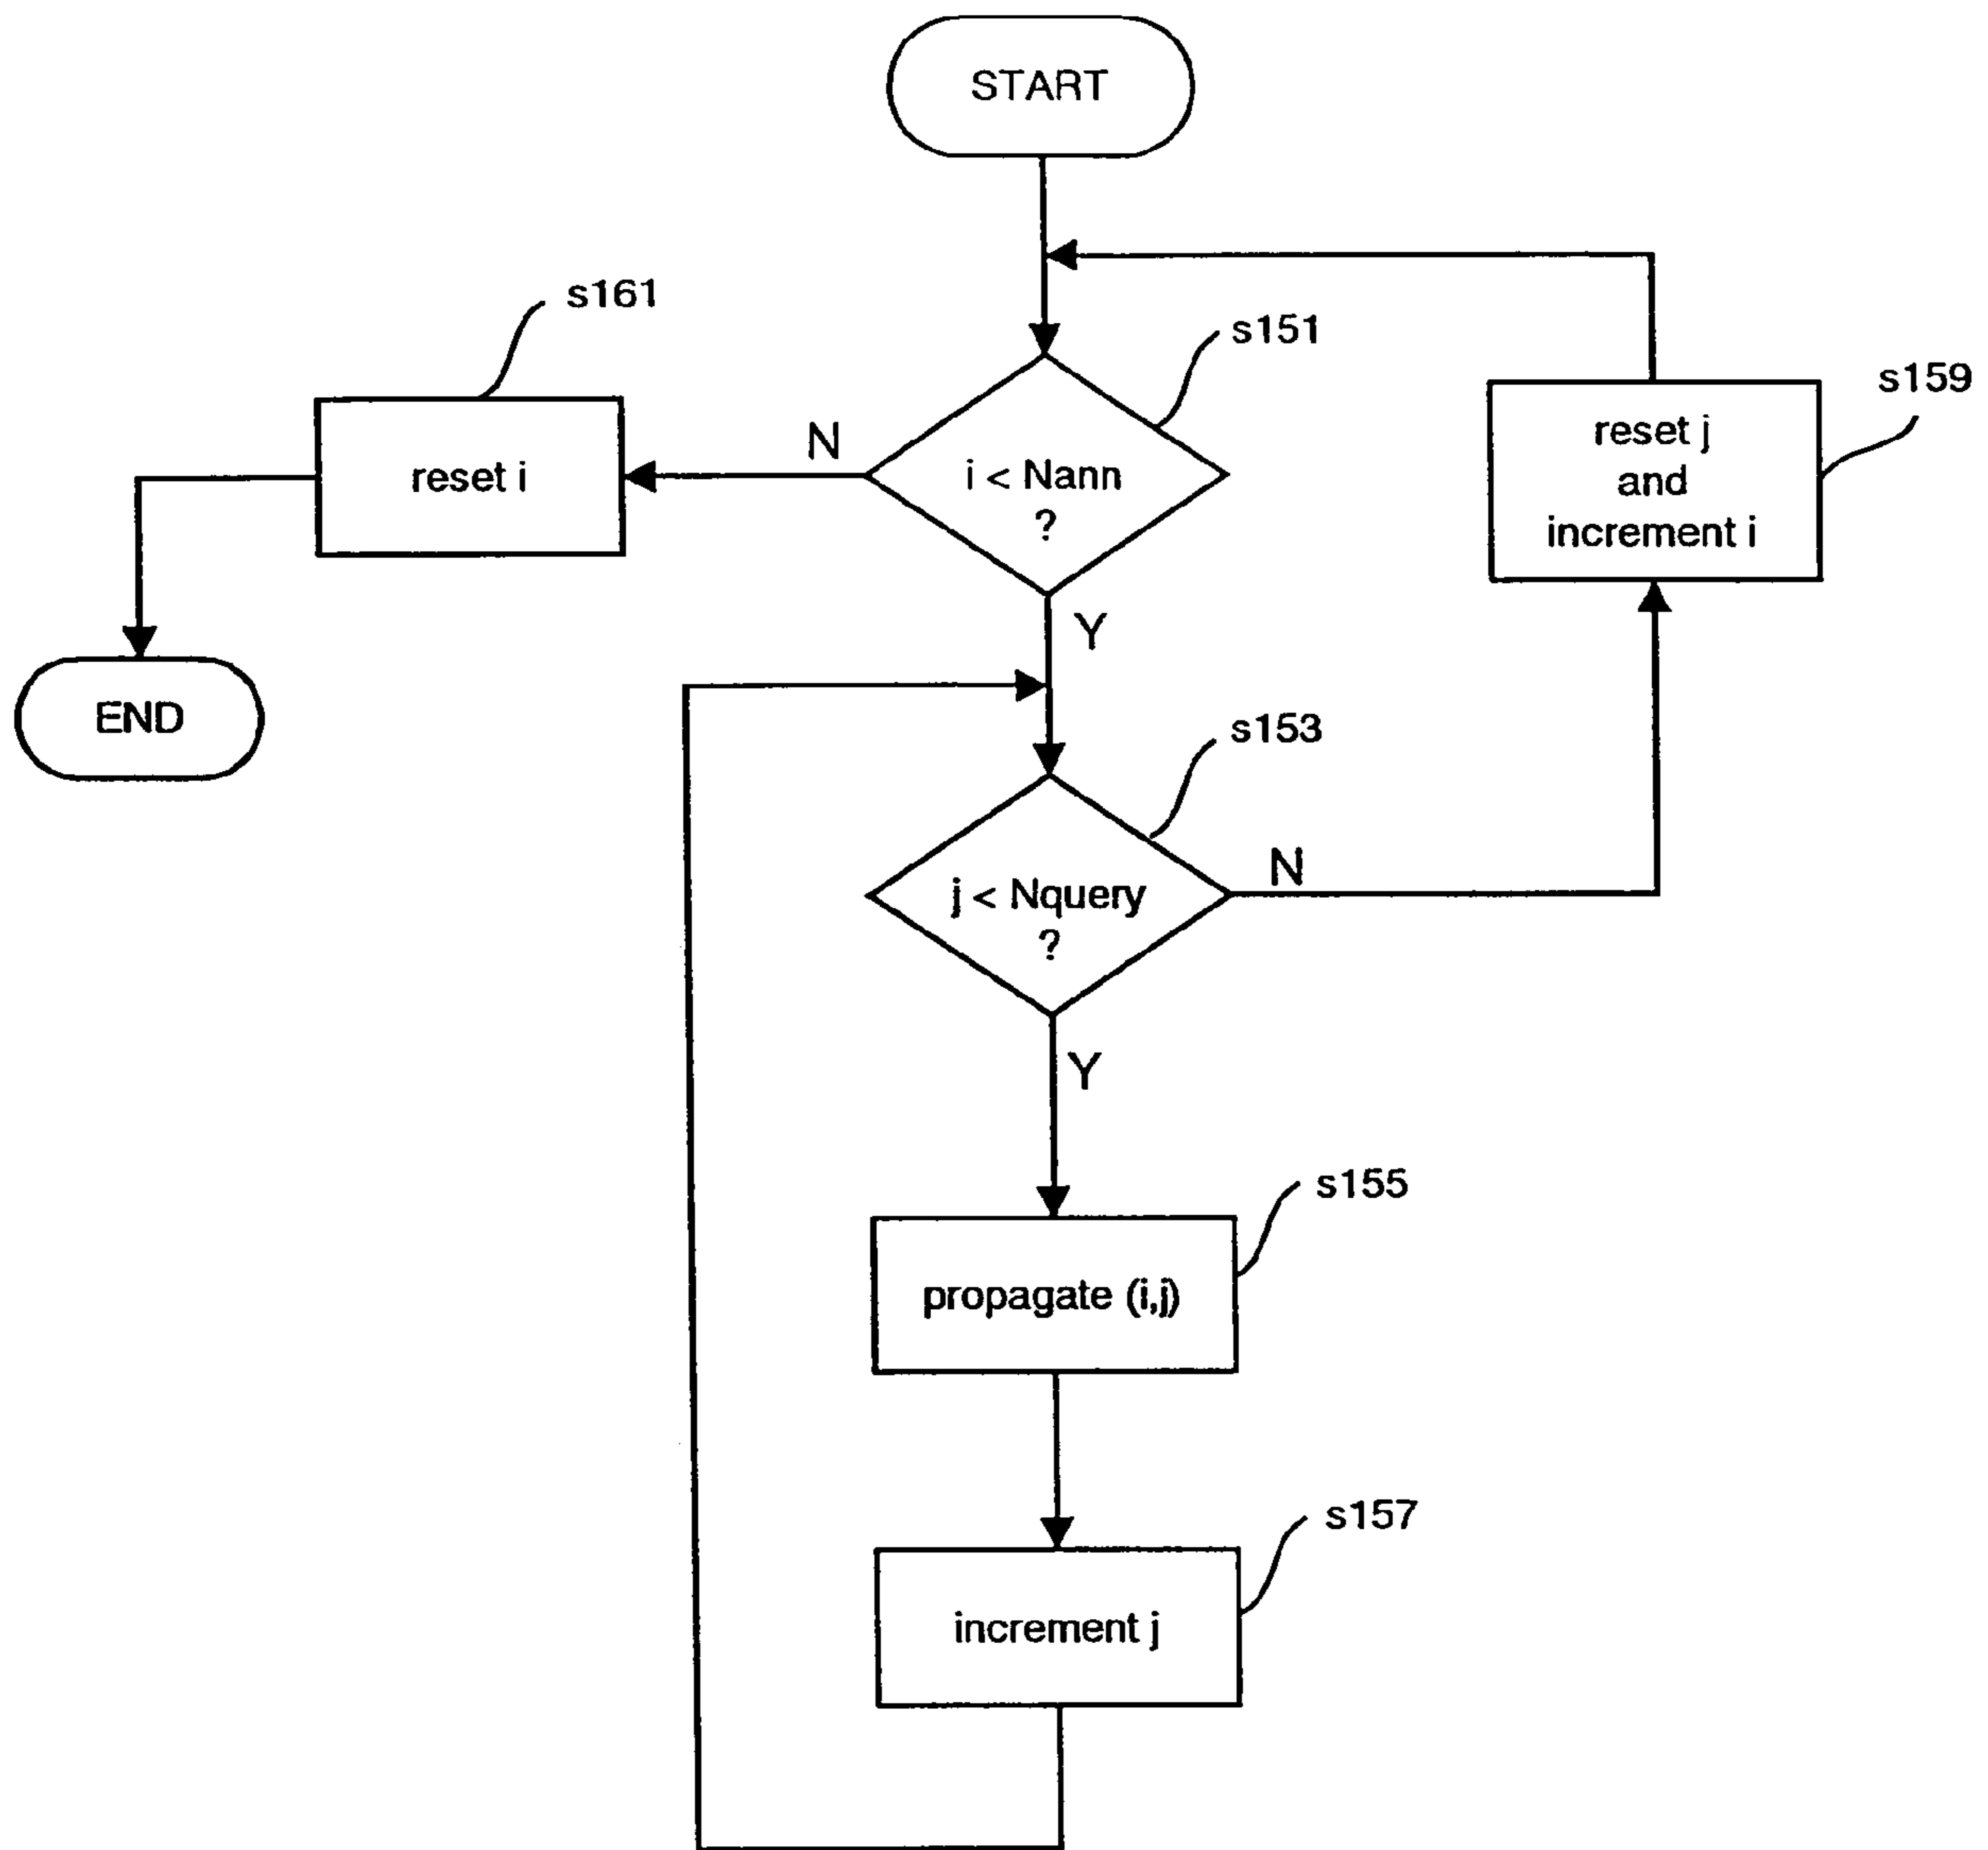 START
s161
s151
s159
N
i < Nann
?
reset i
reset j
and
increment i
Y
END
s153
N
j < Nquery
?
Y
s155
propagate (i,j)
s157
increment j